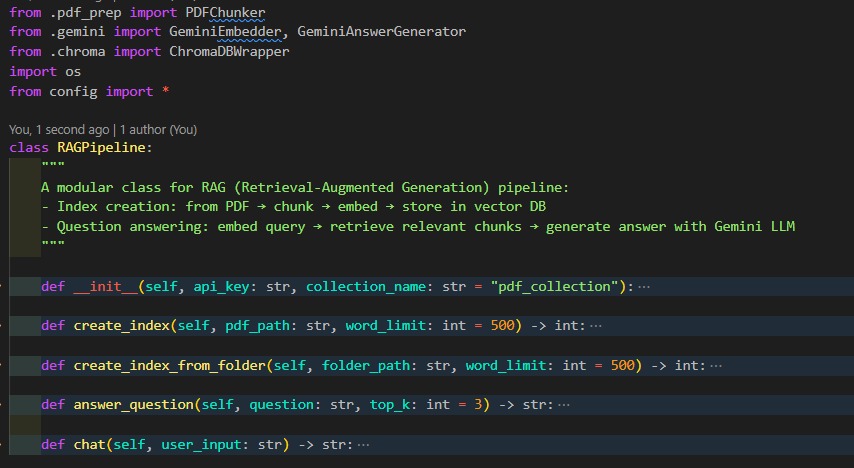 from .pdf_prep import PDFChunker
from .gemini import GeminiEmbedder, GeminiAnswerGenerator
from .chroma import ChromaDBWrapper
import os
from config import *
You, 1 second ago | 1 author (You)
class RAGPipeline:
"""
A modular class for RAG (Retrieval-Augmented Generation) pipeline:
- Index creation: from PDF → chunk → embed → store in vector DB
- Question answering: embed query → retrieve relevant chunks → generate answer with Gemini LLM
"""
def __init__(self, api_key: str, collection_name: str = "pdf_collection"):···
def create_index(self, pdf_path: str, word_limit: int = 500) -> int:···
def create_index_from_folder(self, folder_path: str, word_limit: int = 500) -> int:···
def answer_question(self, question: str, top_k: int = 3) -> str:···
def chat(self, user_input: str) -> str:···